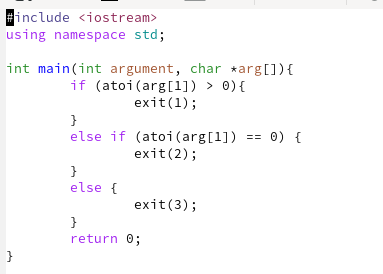 #include <iostream>
using namespace std;

int main(int argument, char *arg[]){
        if (atoi(arg[1]) > 0){
                exit(1);
        }
        else if (atoi(arg[1]) == 0) {
                exit(2);
        }
        else {
                exit(3);
        }
        return 0;
}